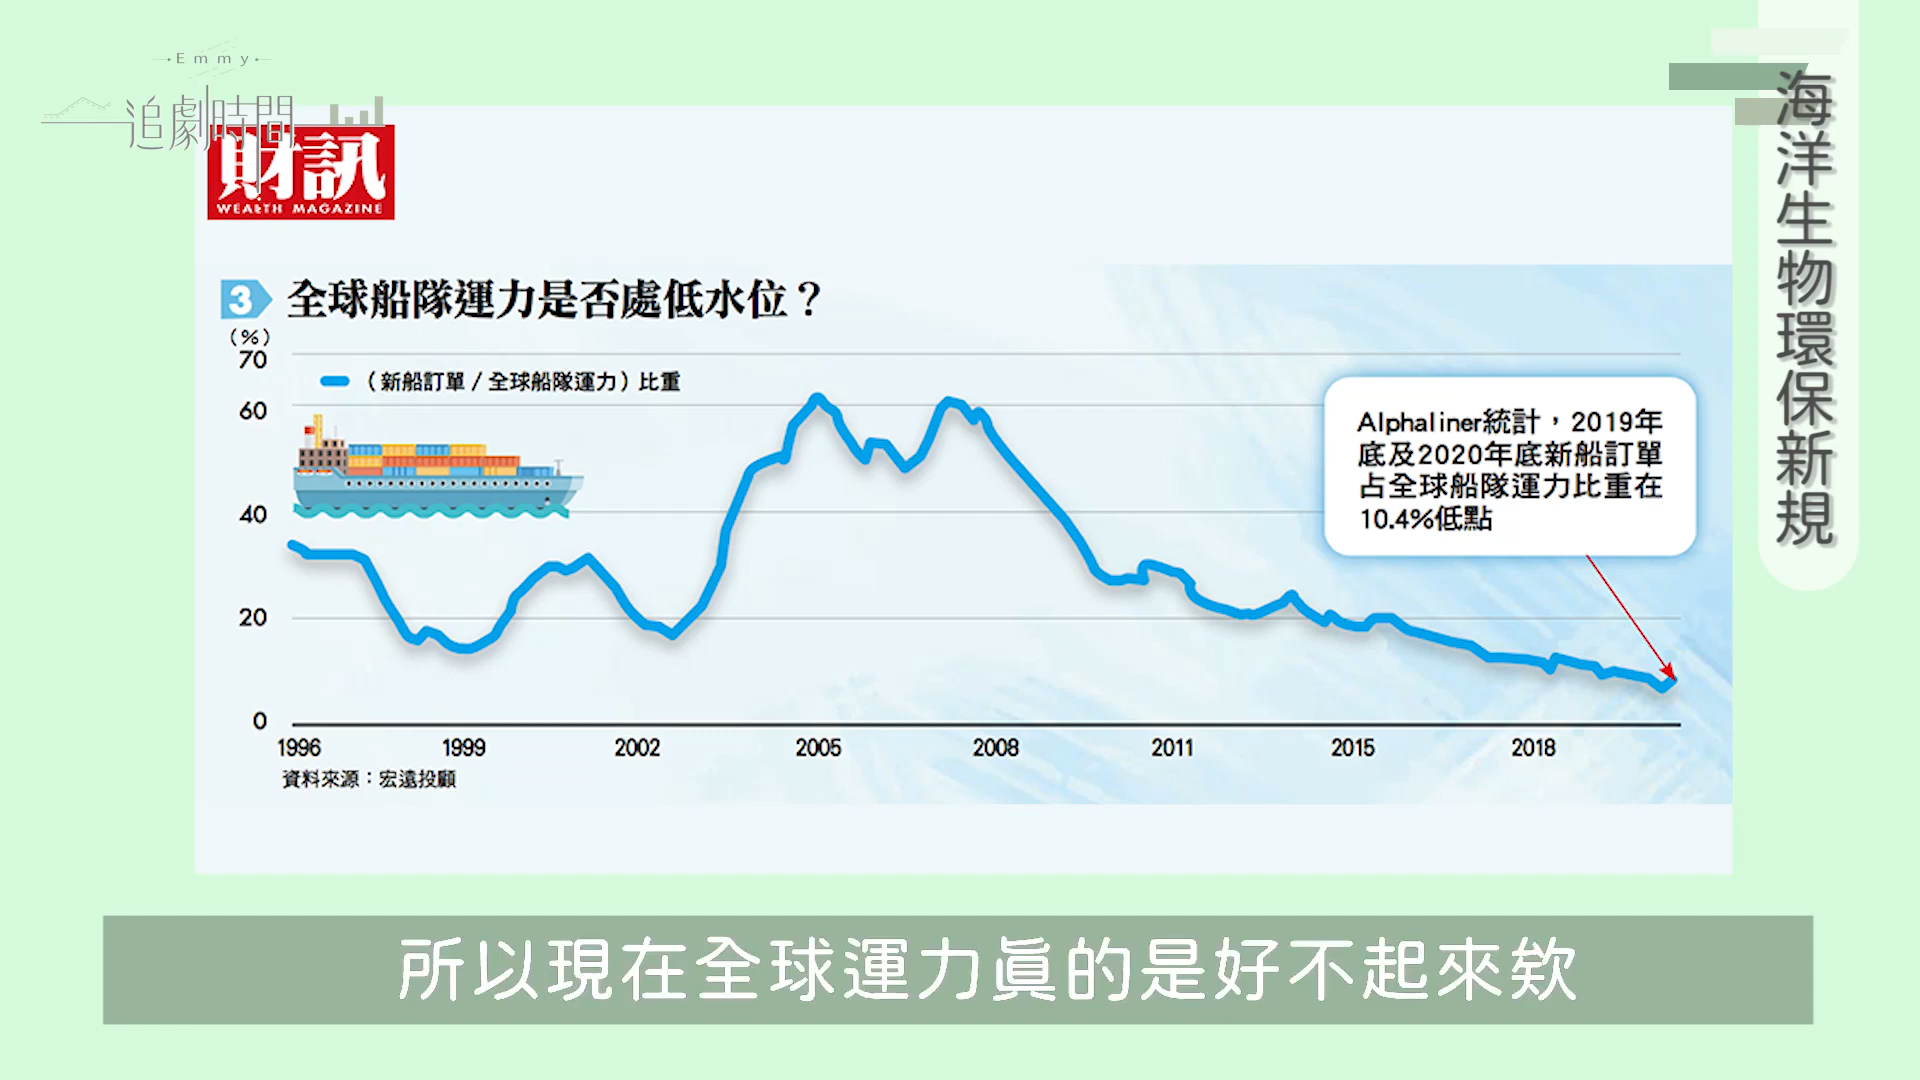 Emmy
追劇時間
財訊
WEALTH MAGAZINE
海洋生物環保新規
3 全球船隊運力是否處低水位？
（%）
70
60
40
20
0
（新船訂單／全球船隊運力）比重
Alphaliner統計，2019年
底及2020年底新船訂單
占全球船隊運力比重在
10.4%低點
1996 1999 2002 2005 2008 2011 2015 2018
資料來源：宏遠投顧
所以現在全球運力真的是好不起來欸